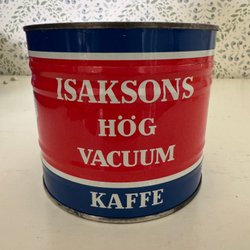 ISAKSONS
HÖG
VACUUM
KAFFE